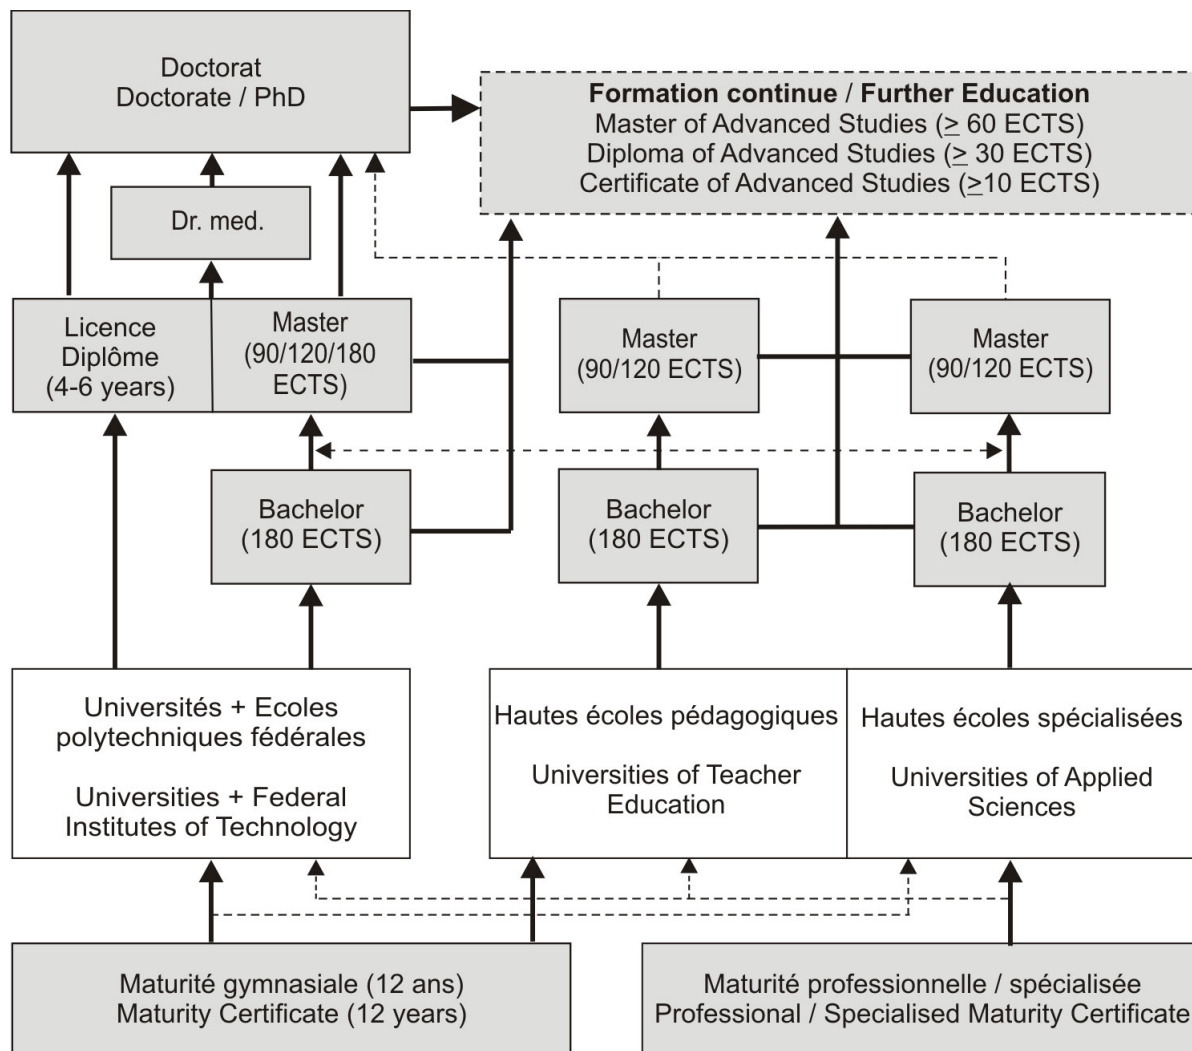 Doctorat
Doctorate / PhD
Formation continue / Further Education
Master of Advanced Studies (≥ 60 ECTS)
Diploma of Advanced Studies (≥ 30 ECTS)
Certificate of Advanced Studies (≥10 ECTS)
Dr. med.
Licence
Diplôme
(4-6 years)
Master
(90/120/180
ECTS)
Master
(90/120 ECTS)
Master
(90/120 ECTS)
Bachelor
(180 ECTS)
Bachelor
(180 ECTS)
Bachelor
(180 ECTS)
Universités + Ecoles
polytechniques fédérales
Universities + Federal
Institutes of Technology
Hautes écoles pédagogiques
Universities of Teacher
Education
Hautes écoles spécialisées
Universities of Applied
Sciences
Maturité gymnasiale (12 ans)
Maturity Certificate (12 years)
Maturité professionnelle / spécialisée
Professional / Specialised Maturity Certificate